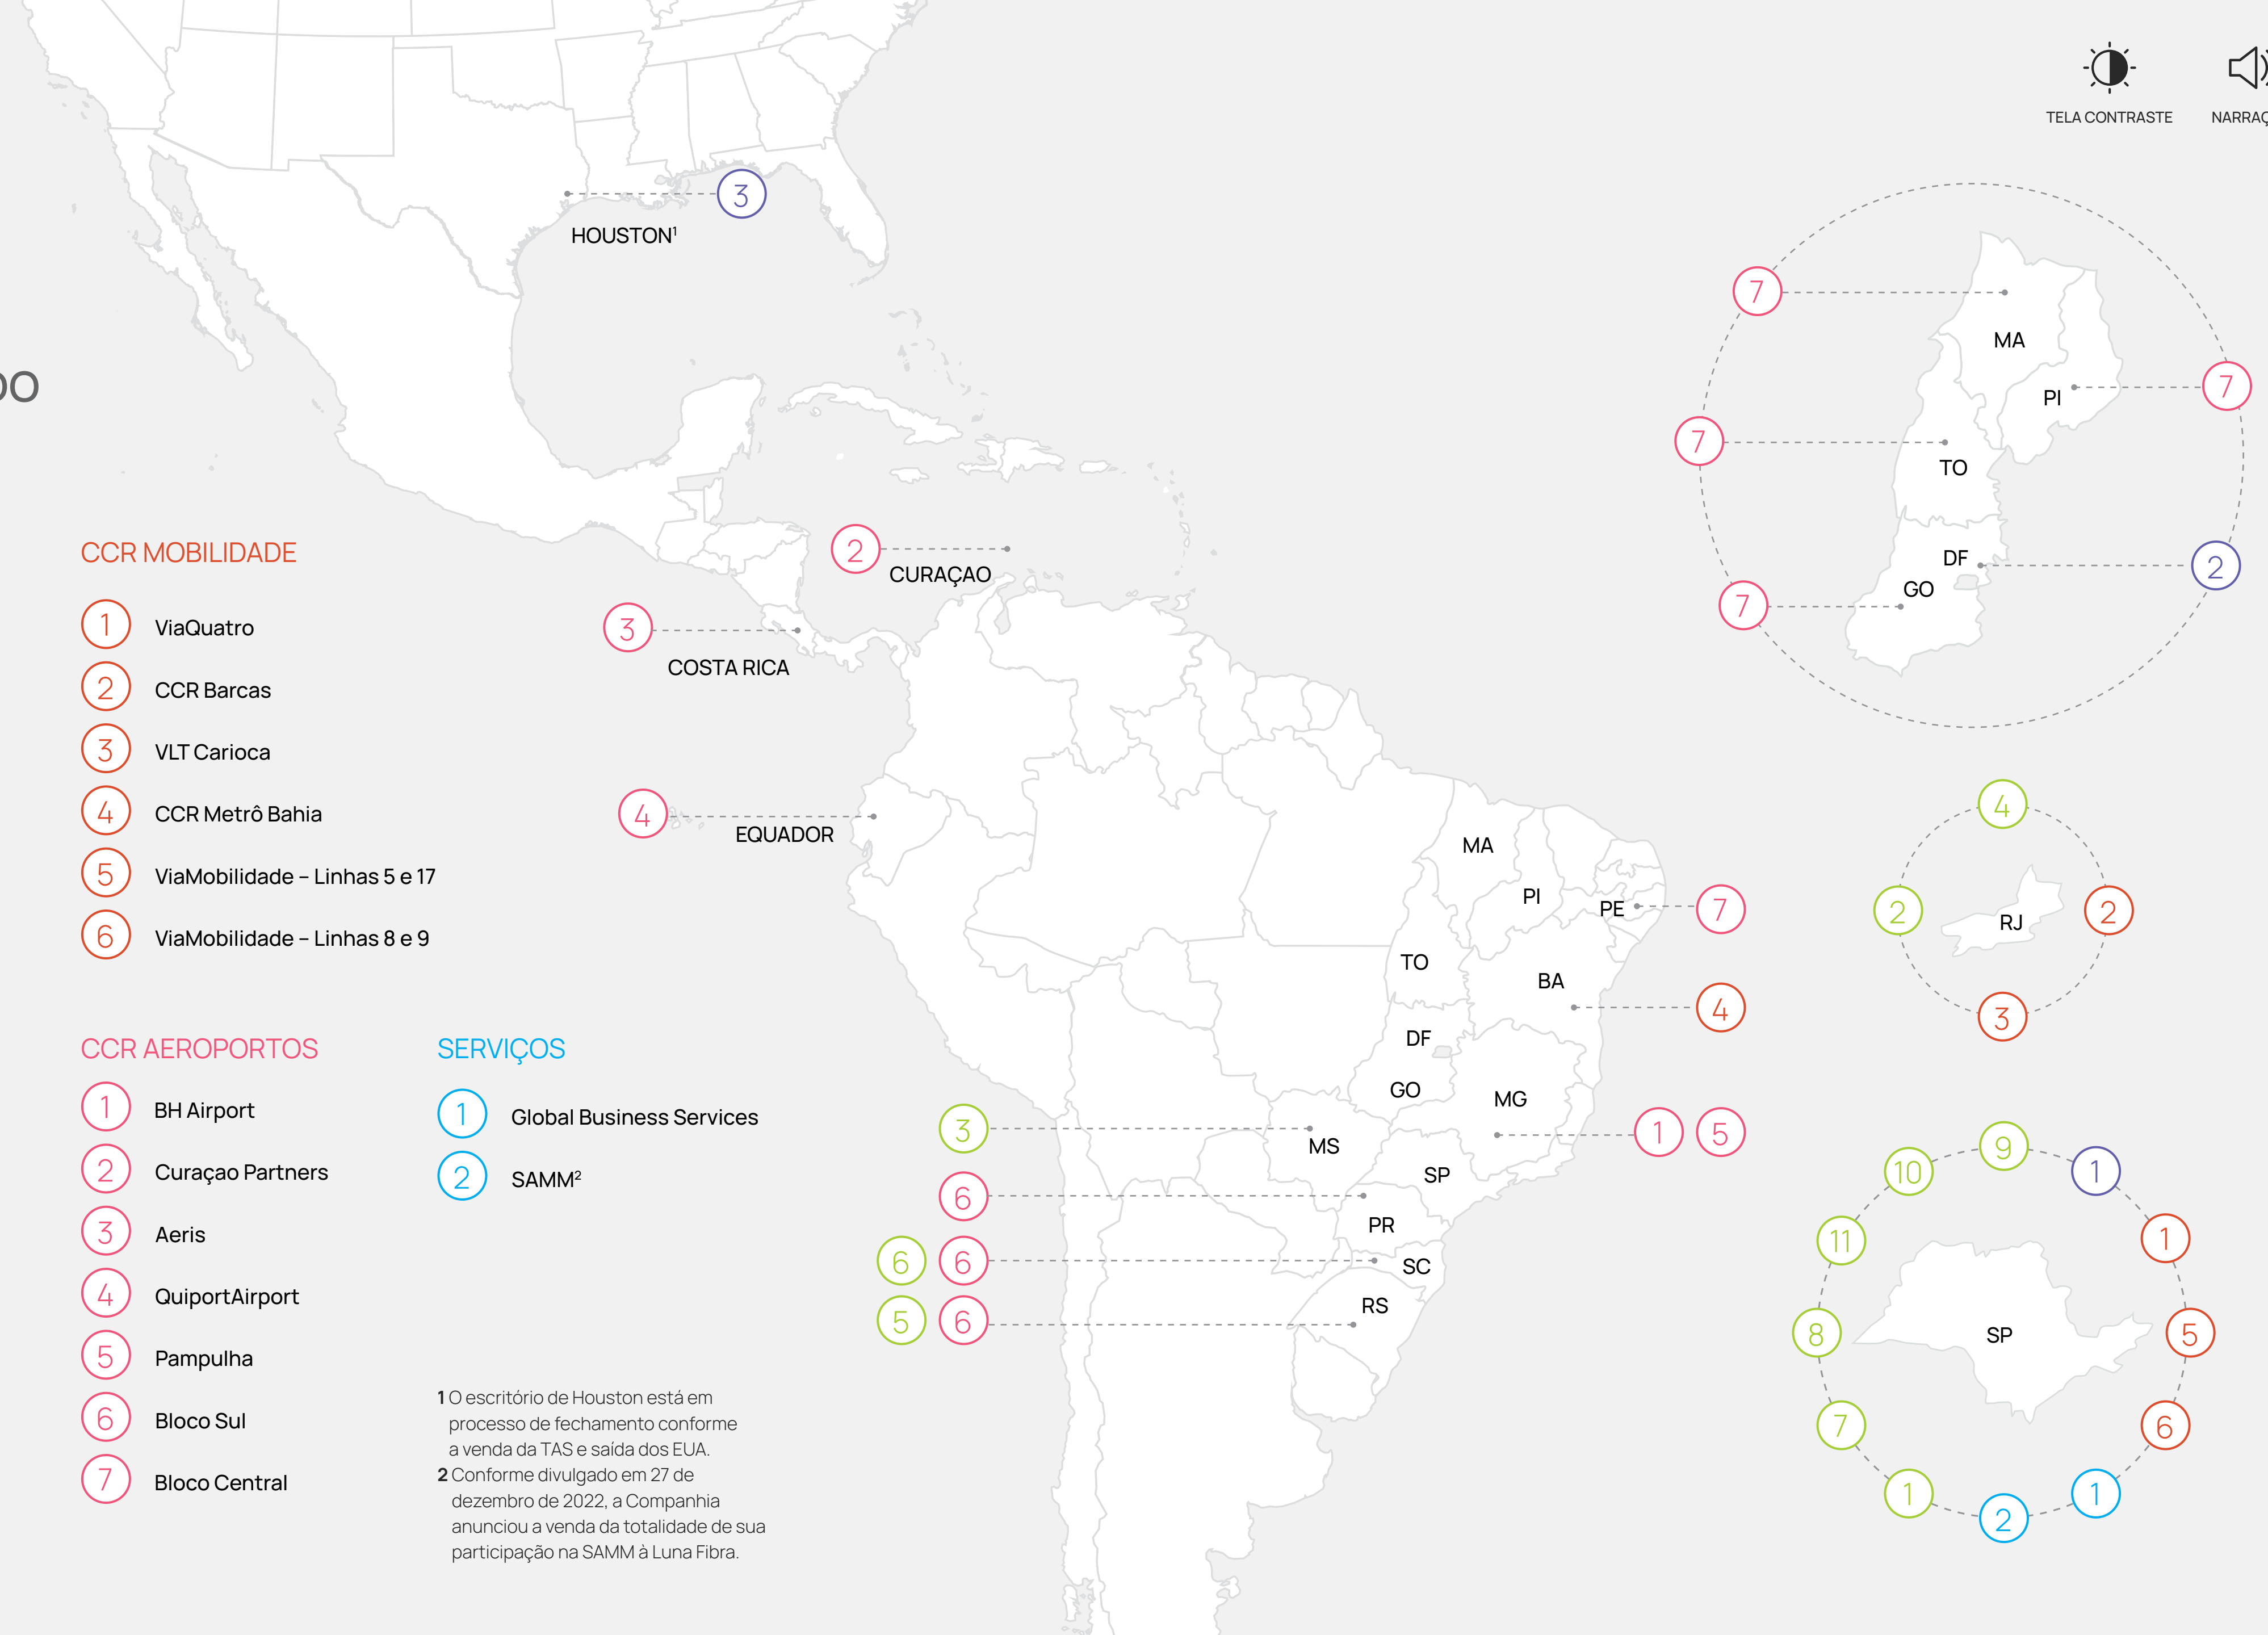 TELA CONTRASTE
3
HOUSTON¹
7
MA
7
PI
7
TO
DF
2
GO
7
CCR MOBILIDADE
1 ViaQuatro
2 CCR Barcas
3 VLT Carioca
4 CCR Metrô Bahia
5 ViaMobilidade – Linhas 5 e 17
6 ViaMobilidade – Linhas 8 e 9
CCR AEROPORTOS
1 BH Airport
2 Curaçao Partners
3 Aeris
4 QuiportAirport
5 Pampulha
6 Bloco Sul
7 Bloco Central
SERVIÇOS
1 Global Business Services
2 SAMM²
1 O escritório de Houston está em
processo de fechamento conforme
a venda da TAS e saída dos EUA.
2 Conforme divulgado em 27 de
dezembro de 2022, a Companhia
anunciou a venda da totalidade de sua
participação na SAMM à Luna Fibra.
2
CURAÇAO
3
COSTA RICA
4
EQUADOR
MA
PI
PE
7
TO
BA
4
DF
GO
MG
1 5
3
MS
SP
6
PR
6 6
SC
5 6
RS
4
2
RJ
2
3
9
10
1
11
1
8
SP
5
7
6
1
1
2